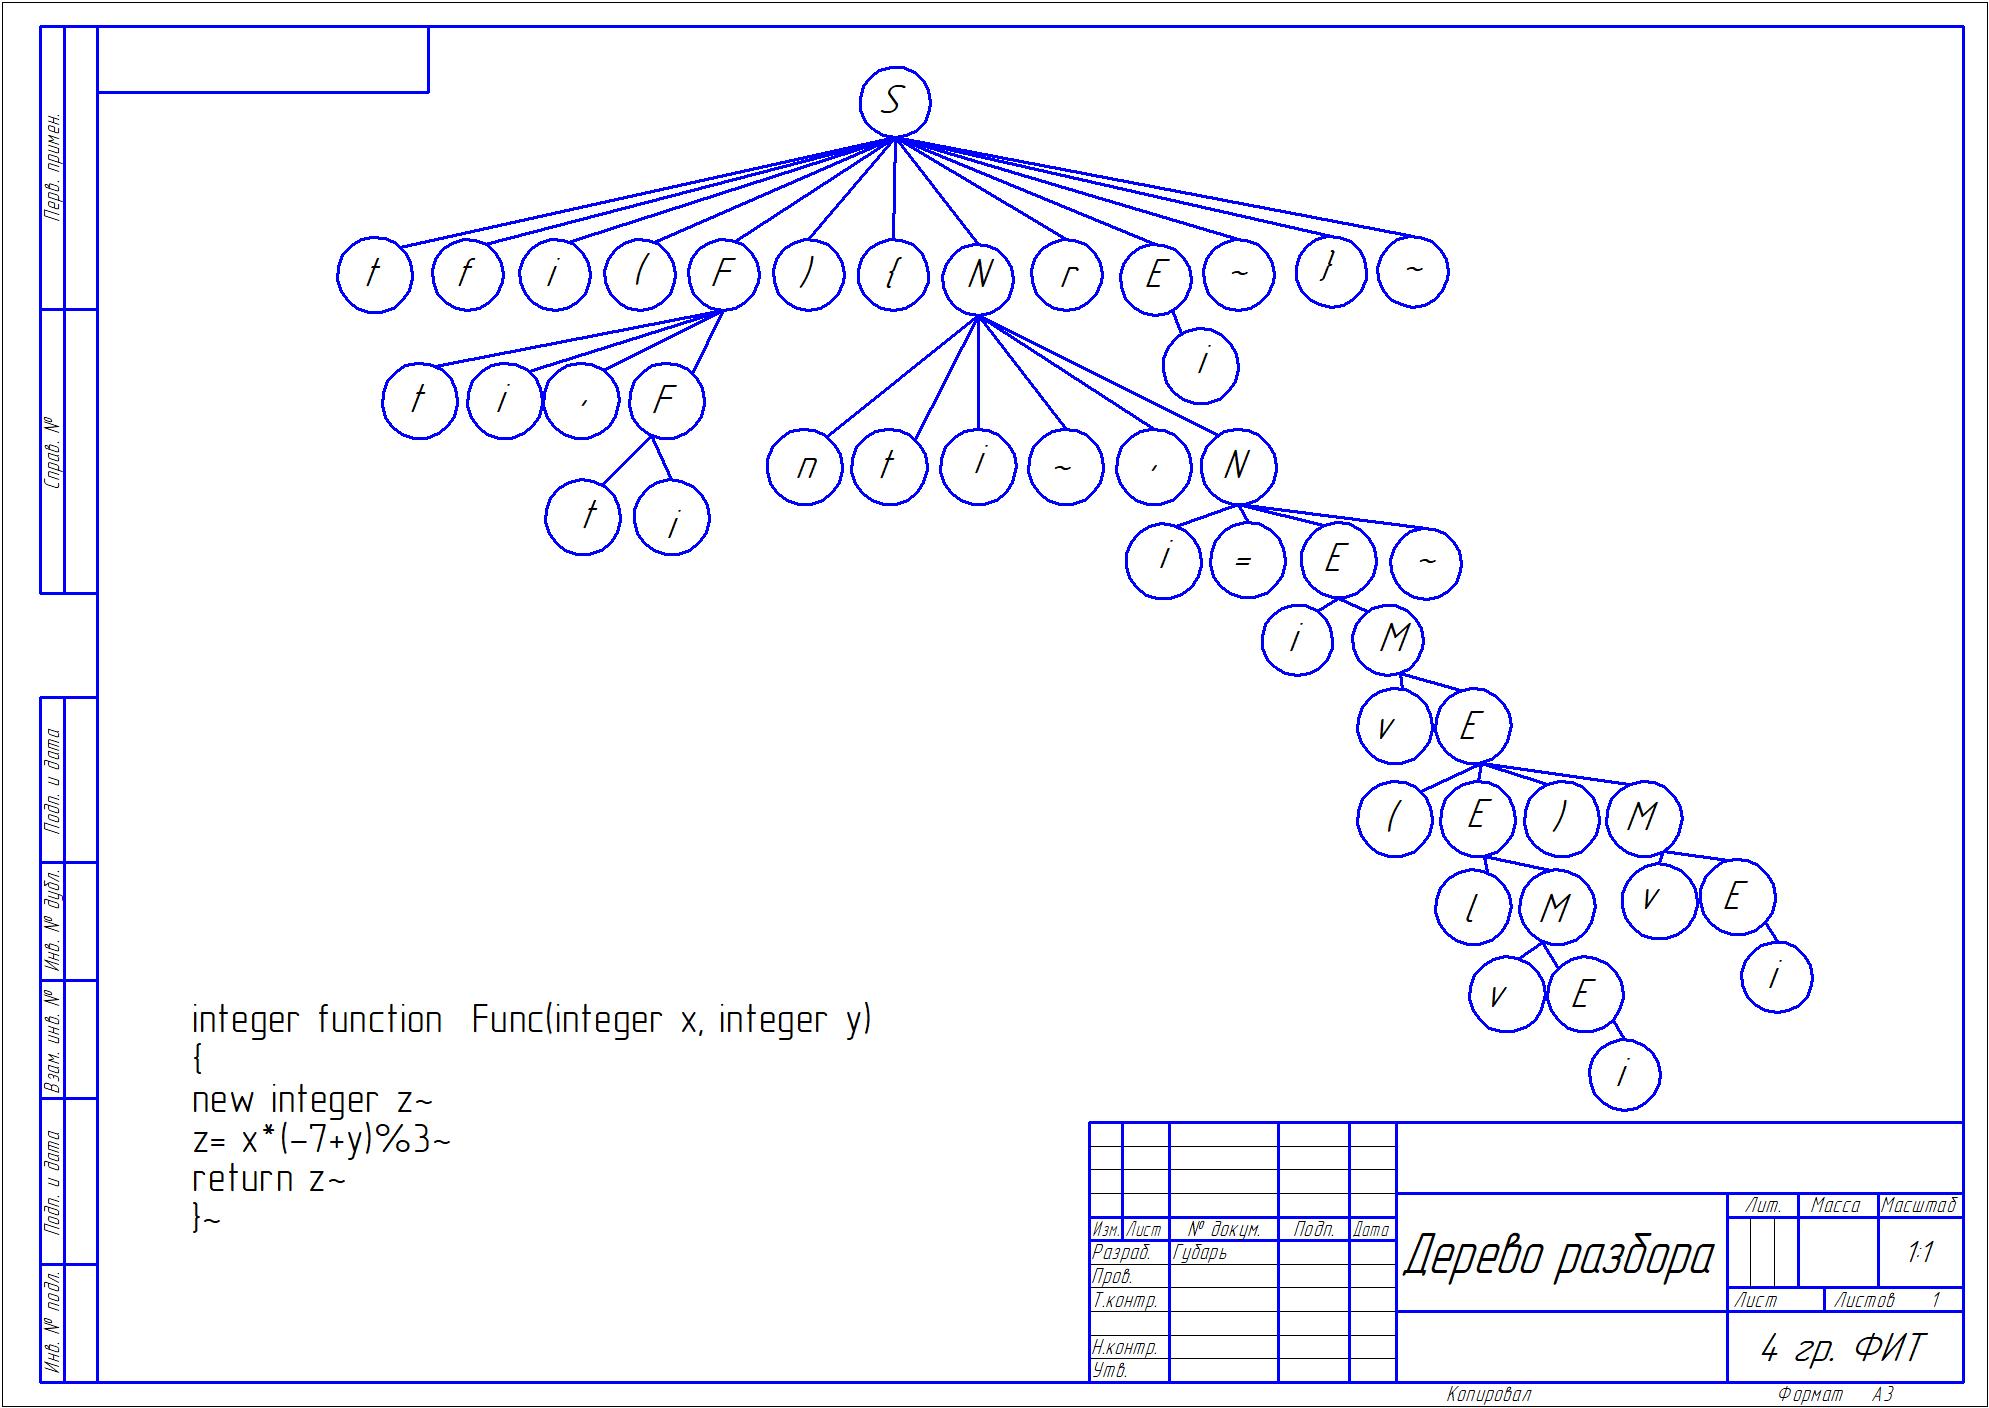 S
t f i ( F ) { N r E ~ } ~
i
t i , F
n t i ~ , N
t i
i = E ~
i M
v E
( E ) M
l M v E
v E i
i
integer function Func(integer x, integer y)
{
new integer z~
z= x*(-7+y)%3~
return z~
}~
Перв. примен.
Справ. №
Подп. и дата
Инв. № дубл.
Взам. инв. №
Подп. и дата
Инв. № подл.
Лит. Масса Масштаб
Изм. Лист № докум. Подп. Дата
Разраб. Губарь
Дерево разбора
1:1
Пров.
Т.контр.
Лист Листов 1
Н.контр.
4 гр. ФИТ
Утв.
Копировал Формат А3